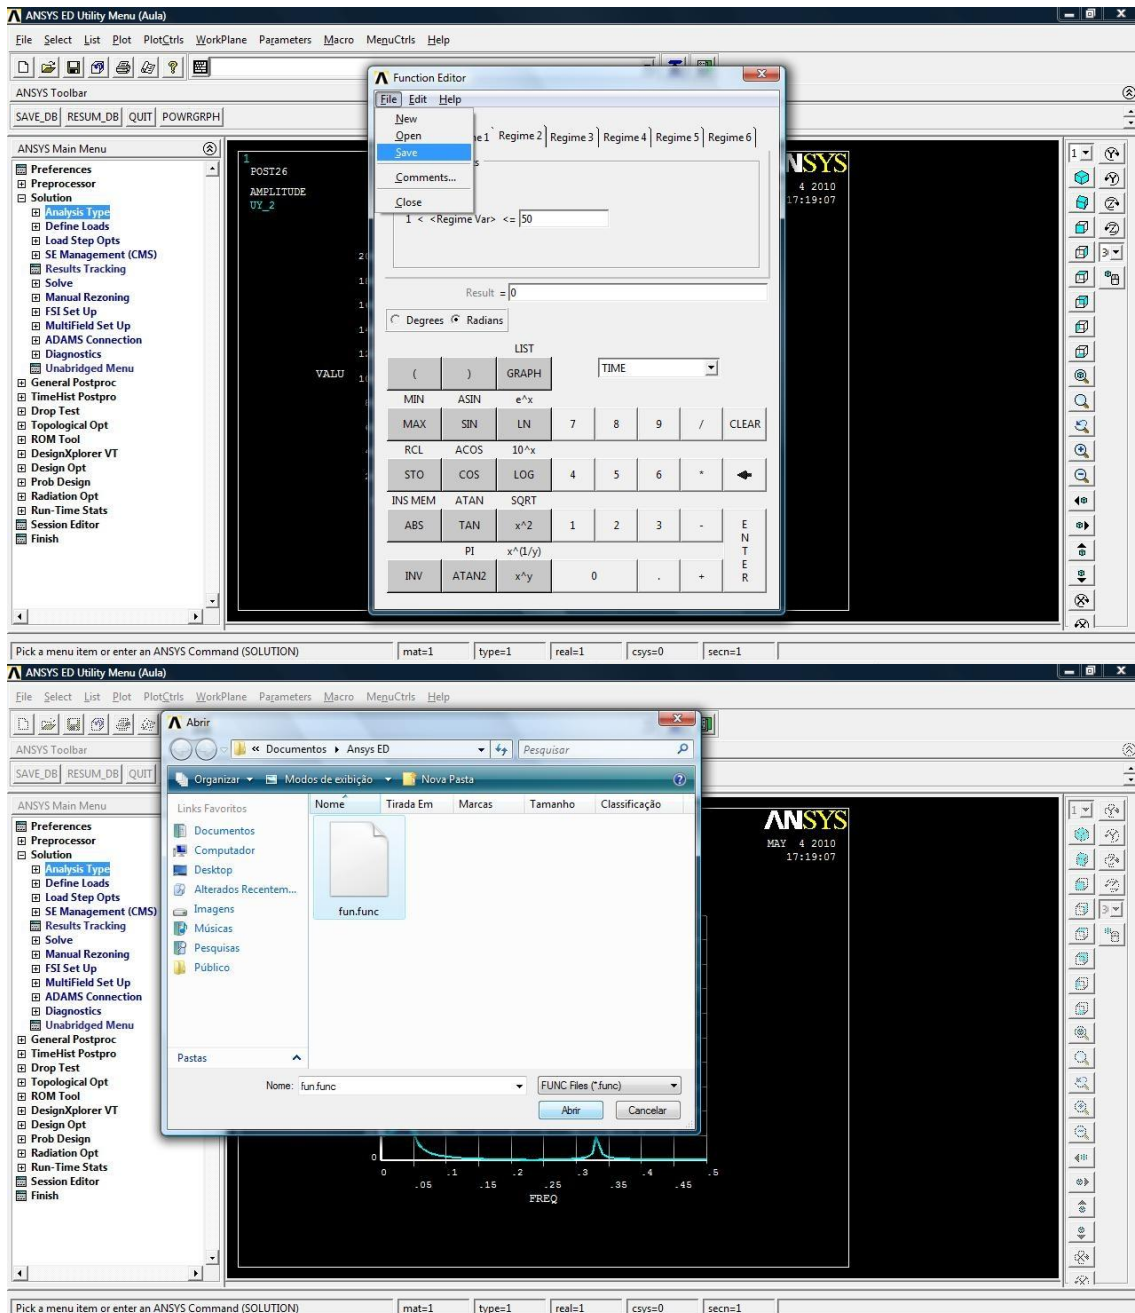 ANSYS ED Utility Menu (Aula)
File Select List Plot PlotCtrls WorkPlane Parameters Macro MenuCtrls Help
ANSYS Toolbar
SAVE_DB RESUM_DB QUIT POWRGRPH
ANSYS Main Menu
Preferences
Preprocessor
Solution
Analysis Type
Define Loads
Load Step Opts
SE Management (CMS)
Results Tracking
Solve
Manual Rezoning
FSI Set Up
MultiField Set Up
ADAMS Connection
Diagnostics
Unabridged Menu
General Postproc
TimeHist Postpro
Drop Test
Topological Opt
ROM Tool
DesignXplorer VT
Design Opt
Prob Design
Radiation Opt
Run-Time Stats
Session Editor
Finish
1
POST26
AMPLITUDE
UY_2
VALU
NSYS
4 2010
17:19:07
Function Editor
File Edit Help
New
Open
Save
Comments...
Close
Regime 2 Regime 3 Regime 4 Regime 5 Regime 6
1 < <Regime Var> <= 50
Result = 0
Degrees Radians
LIST
( ) GRAPH TIME
MIN ASIN e^x
MAX SIN LN 7 8 9 / CLEAR
RCL ACOS 10^x
STO COS LOG 4 5 6 *
INS MEM ATAN SQRT
ABS TAN x^2 1 2 3 - ENTER
PI x^(1/y)
INV ATAN2 x^y 0 . +
1
3
Pick a menu item or enter an ANSYS Command (SOLUTION) mat=1 type=1 real=1 csys=0 secn=1
ANSYS ED Utility Menu (Aula)
File Select List Plot PlotCtrls WorkPlane Parameters Macro MenuCtrls Help
ANSYS Toolbar
SAVE_DB RESUM_DB QUIT
ANSYS Main Menu
Preferences
Preprocessor
Solution
Analysis Type
Define Loads
Load Step Opts
SE Management (CMS)
Results Tracking
Solve
Manual Rezoning
FSI Set Up
MultiField Set Up
ADAMS Connection
Diagnostics
Unabridged Menu
General Postproc
TimeHist Postpro
Drop Test
Topological Opt
ROM Tool
DesignXplorer VT
Design Opt
Prob Design
Radiation Opt
Run-Time Stats
Session Editor
Finish
Abrir
« Documentos Ansys ED Pesquisar
Organizar Modos de exibição Nova Pasta
Links Favoritos
Documentos
Computador
Desktop
Alterados Recentem...
Imagens
Músicas
Pesquisas
Público
Pastas
Nome Tirada Em Marcas Tamanho Classificação
fun.func
Nome: fun.func FUNC Files (*.func)
Abrir Cancelar
ANSYS
MAY 4 2010
17:19:07
0
0 .1 .2 .3 .4 .5
.05 .15 .25 .35 .45
FREQ
1
3
Pick a menu item or enter an ANSYS Command (SOLUTION) mat=1 type=1 real=1 csys=0 secn=1